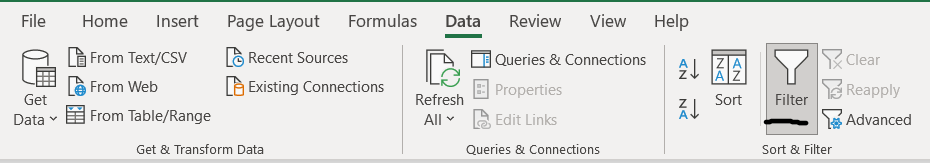 File Home Insert Page Layout Formulas Data Review View Help
Get Data
From Text/CSV
From Web
From Table/Range
Recent Sources
Existing Connections
Get & Transform Data
Refresh All
Queries & Connections
Properties
Edit Links
Queries & Connections
A Z
Z A
Z A A Z
Sort
Filter
Clear
Reapply
Advanced
Sort & Filter